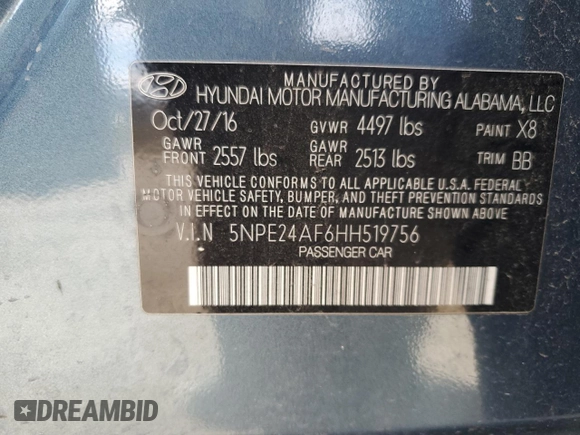 MANUFACTURED BY
HYUNDAI MOTOR MANUFACTURING ALABAMA, LLC
Oct/27/16 GVWR 4497 lbs PAINT X8
GAWR FRONT 2557 lbs GAWR REAR 2513 lbs TRIM BB
THIS VEHICLE CONFORMS TO ALL APPLICABLE U.S.A. FEDERAL
MOTOR VEHICLE SAFETY, BUMPER, AND THEFT PREVENTION STANDARDS
IN EFFECT ON THE DATE OF MANUFACTURE SHOWN ABOVE.
V.I.N 5NPE24AF6HH519756
PASSENGER CAR
DREAMBID